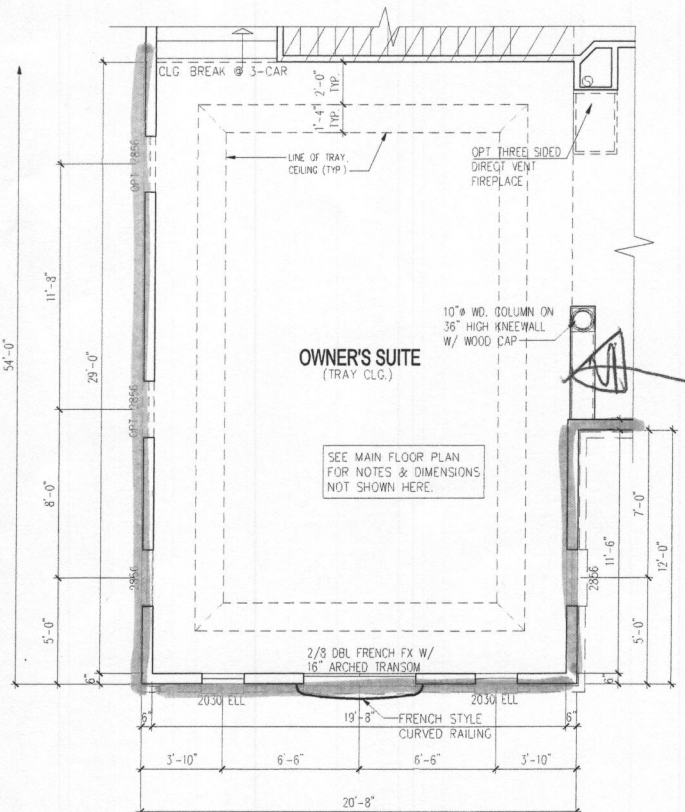 CLG BREAK @ 3-CAR
2'-0"
TYP.
1'-4"
TYP.
LINE OF TRAY
CEILING (TYP.)
OPT THREE SIDED
DIRECT VENT
FIREPLACE
OPT 2856
11'-8"
54'-0"
29'-0"
10"ø WD. COLUMN ON
36" HIGH KNEEWALL
W/ WOOD CAP
OWNER'S SUITE
(TRAY CLG.)
OPT 2856
SEE MAIN FLOOR PLAN
FOR NOTES & DIMENSIONS
NOT SHOWN HERE.
8'-0"
7'-0"
11'-6"
12'-0"
2856
2856
5'-0"
5'-0"
6"
2/8 DBL FRENCH FX W/
16" ARCHED TRANSOM
2030 ELL
2030 ELL
6"
19'-8"
6"
FRENCH STYLE
CURVED RAILING
3'-10"
6'-6"
6'-6"
3'-10"
20'-8"